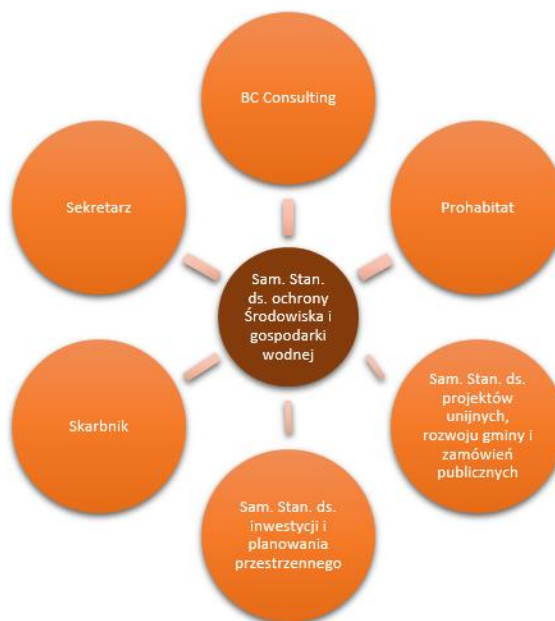 BC Consulting
Sekretarz
Prohabitat
Sam. Stan.
ds. ochrony
Środowiska i
gospodarki
wodnej
Skarbnik
Sam. Stan. ds.
projektów
unijnych,
rozwoju gminy i
zamówień
publicznych
Sam. Stan. ds.
inwestycji i
planowania
przestrzennego